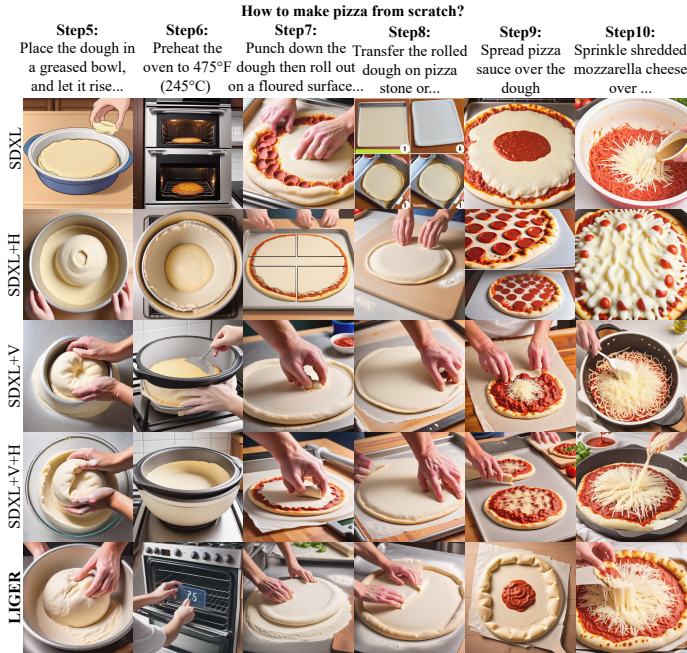 How to make pizza from scratch?
Step5:
Place the dough in
a greased bowl,
and let it rise...
Step6:
Preheat the
oven to 475°F
(245°C)
Step7:
Punch down the
dough then roll out
on a floured surface...
Step8:
Transfer the rolled
dough on pizza
stone or...
Step9:
Spread pizza
sauce over the
dough
Step10:
Sprinkle shredded
mozzarella cheese
over ...
SDXL
SDXL+H
SDXL+V
SDXL+V+H
LIGER